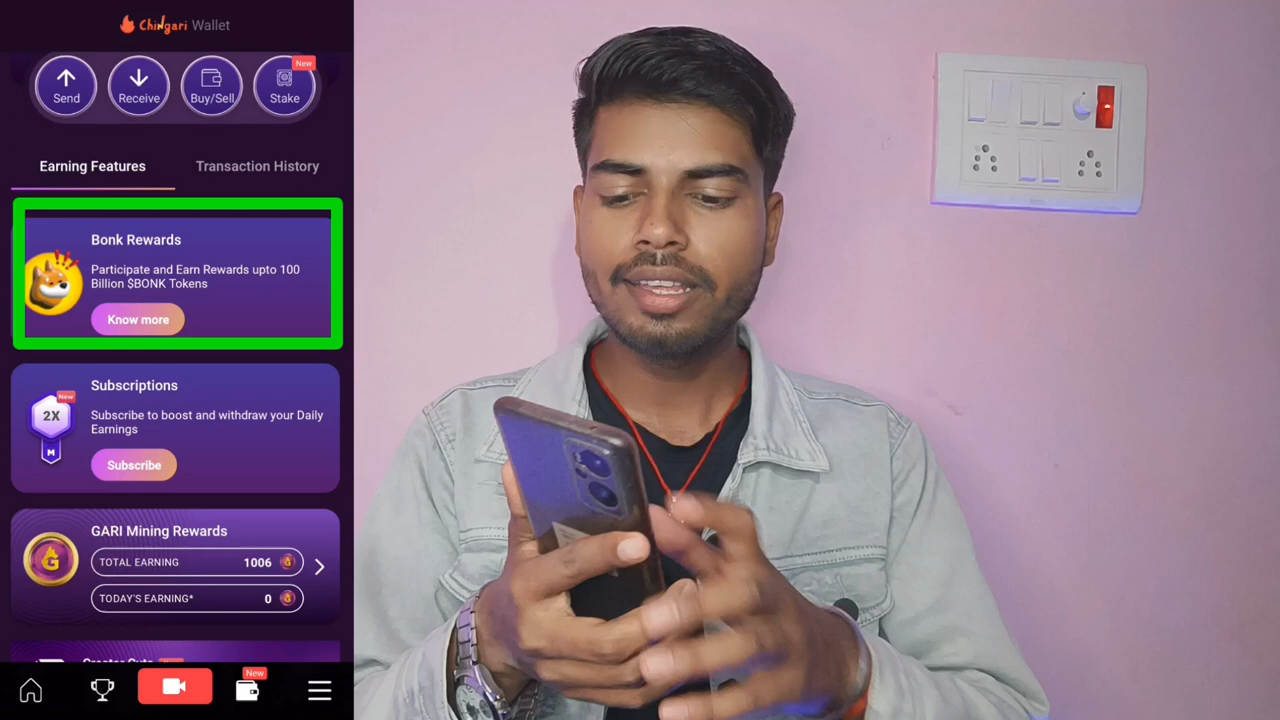 Chingari Wallet
New
Send
Receive
Buy/Sell
Stake
Earning Features
Transaction History
Bonk Rewards
Participate and Earn Rewards upto 100
Billion $BONK Tokens
Know more
New
2X
M
Subscriptions
Subscribe to boost and withdraw your Daily
Earnings
Subscribe
GARI Mining Rewards
G
TOTAL EARNING 1006
TODAY'S EARNING* 0
New